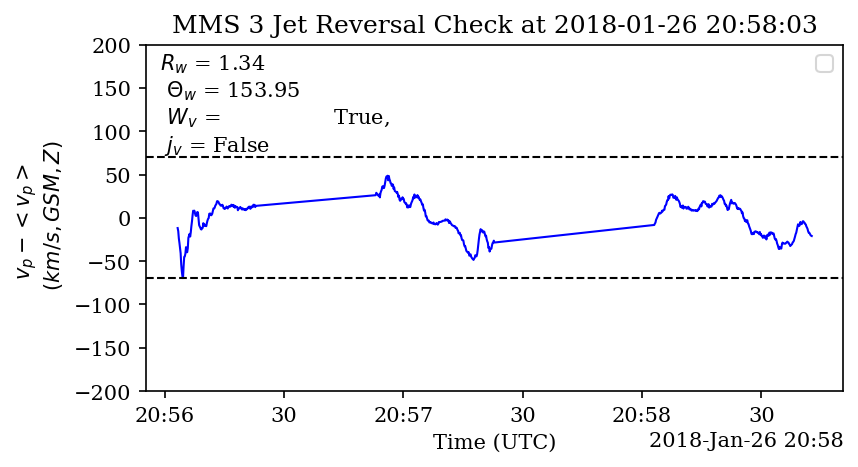 MMS 3 Jet Reversal Check at 2018-01-26 20:58:03
v_p − < v_p >
(km/s, GSM, Z)
200
150
100
50
0
−50
−100
−150
−200
R_w = 1.34
Θ_w = 153.95
W_v = True,
j_v = False
20:56 30 20:57 30 20:58 30
Time (UTC)
2018-Jan-26 20:58